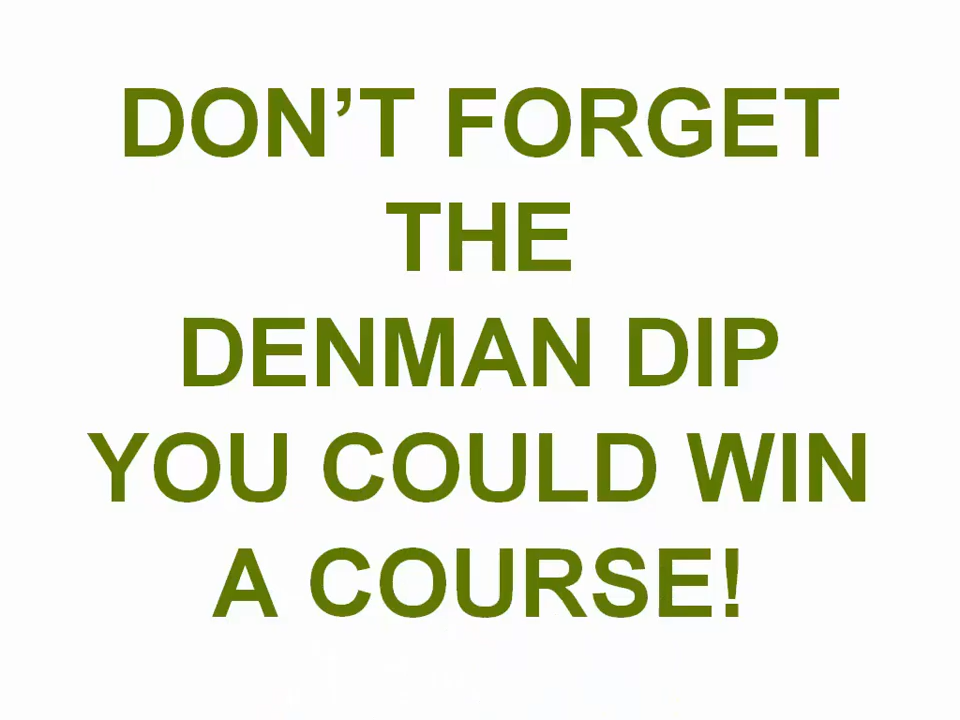 DON’T FORGET
THE
DENMAN DIP
YOU COULD WIN
A COURSE!